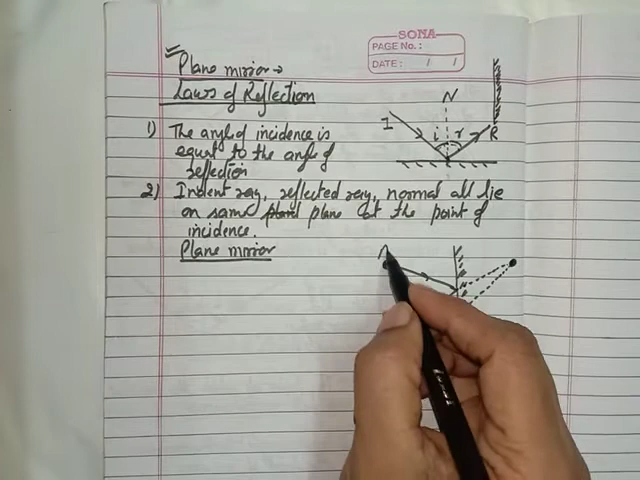 SONA
PAGE No.:
DATE: / /
Plane mirror→
Laws of Reflection
N
I
i r
R
1) The angle of incidence is
equal to the angle of
reflection
2) Indent ray, reflected ray, normal all lie
on same plane at the point of
incidence.
Plane mirror